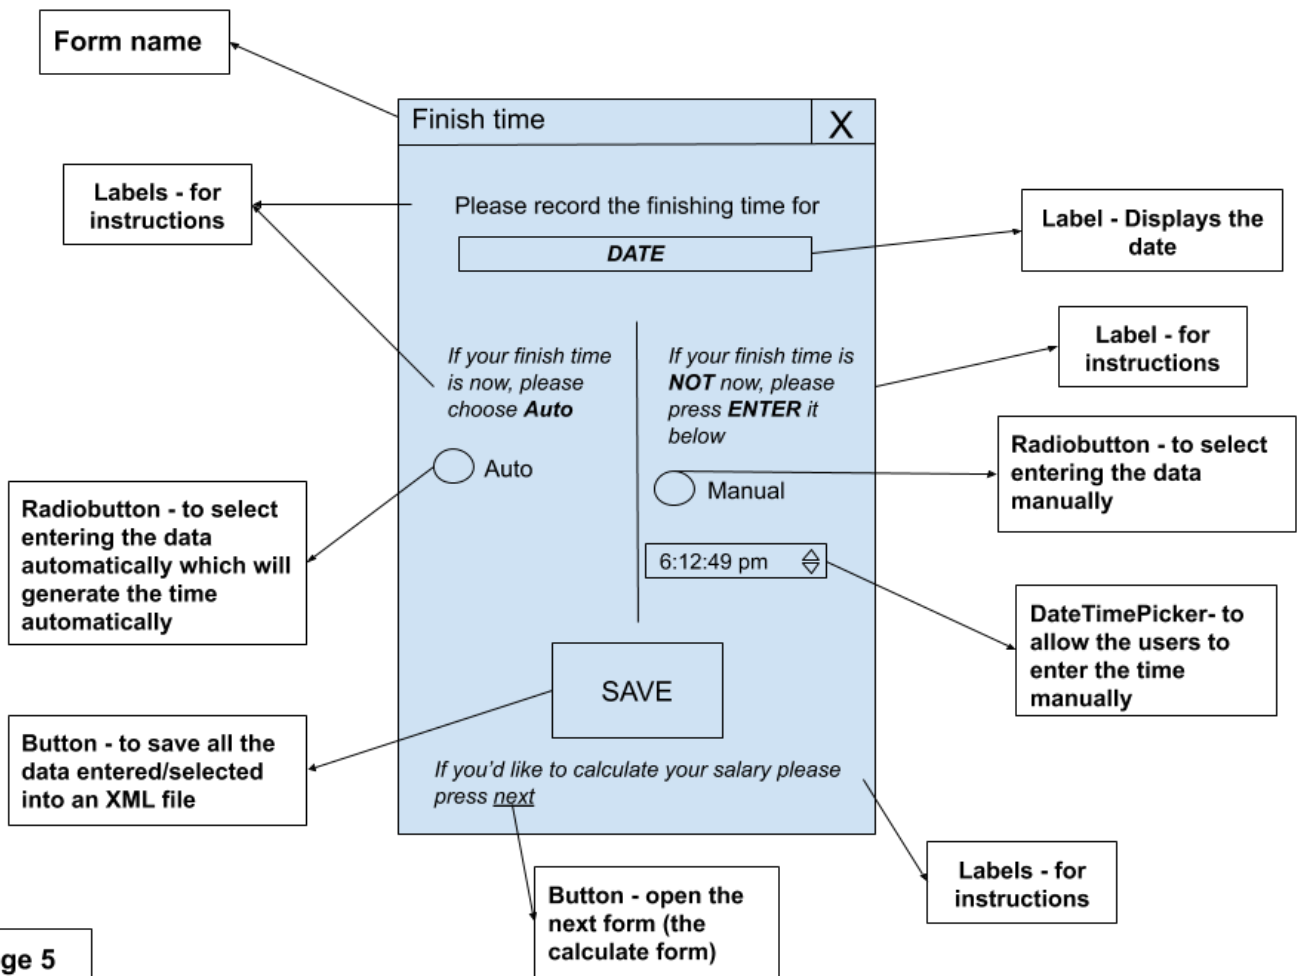 Form name
Finish time
X
Labels - for
instructions
Please record the finishing time for
DATE
Label - Displays the
date
If your finish time
is now, please
choose Auto
If your finish time is
NOT now, please
press ENTER it
below
Label - for
instructions
Auto
Manual
Radiobutton - to select
entering the data
manually
Radiobutton - to select
entering the data
automatically which will
generate the time
automatically
6:12:49 pm
DateTimePicker- to
allow the users to
enter the time
manually
SAVE
Button - to save all the
data entered/selected
into an XML file
If you'd like to calculate your salary please
press next
Labels - for
instructions
Button - open the
next form (the
calculate form)
ge 5